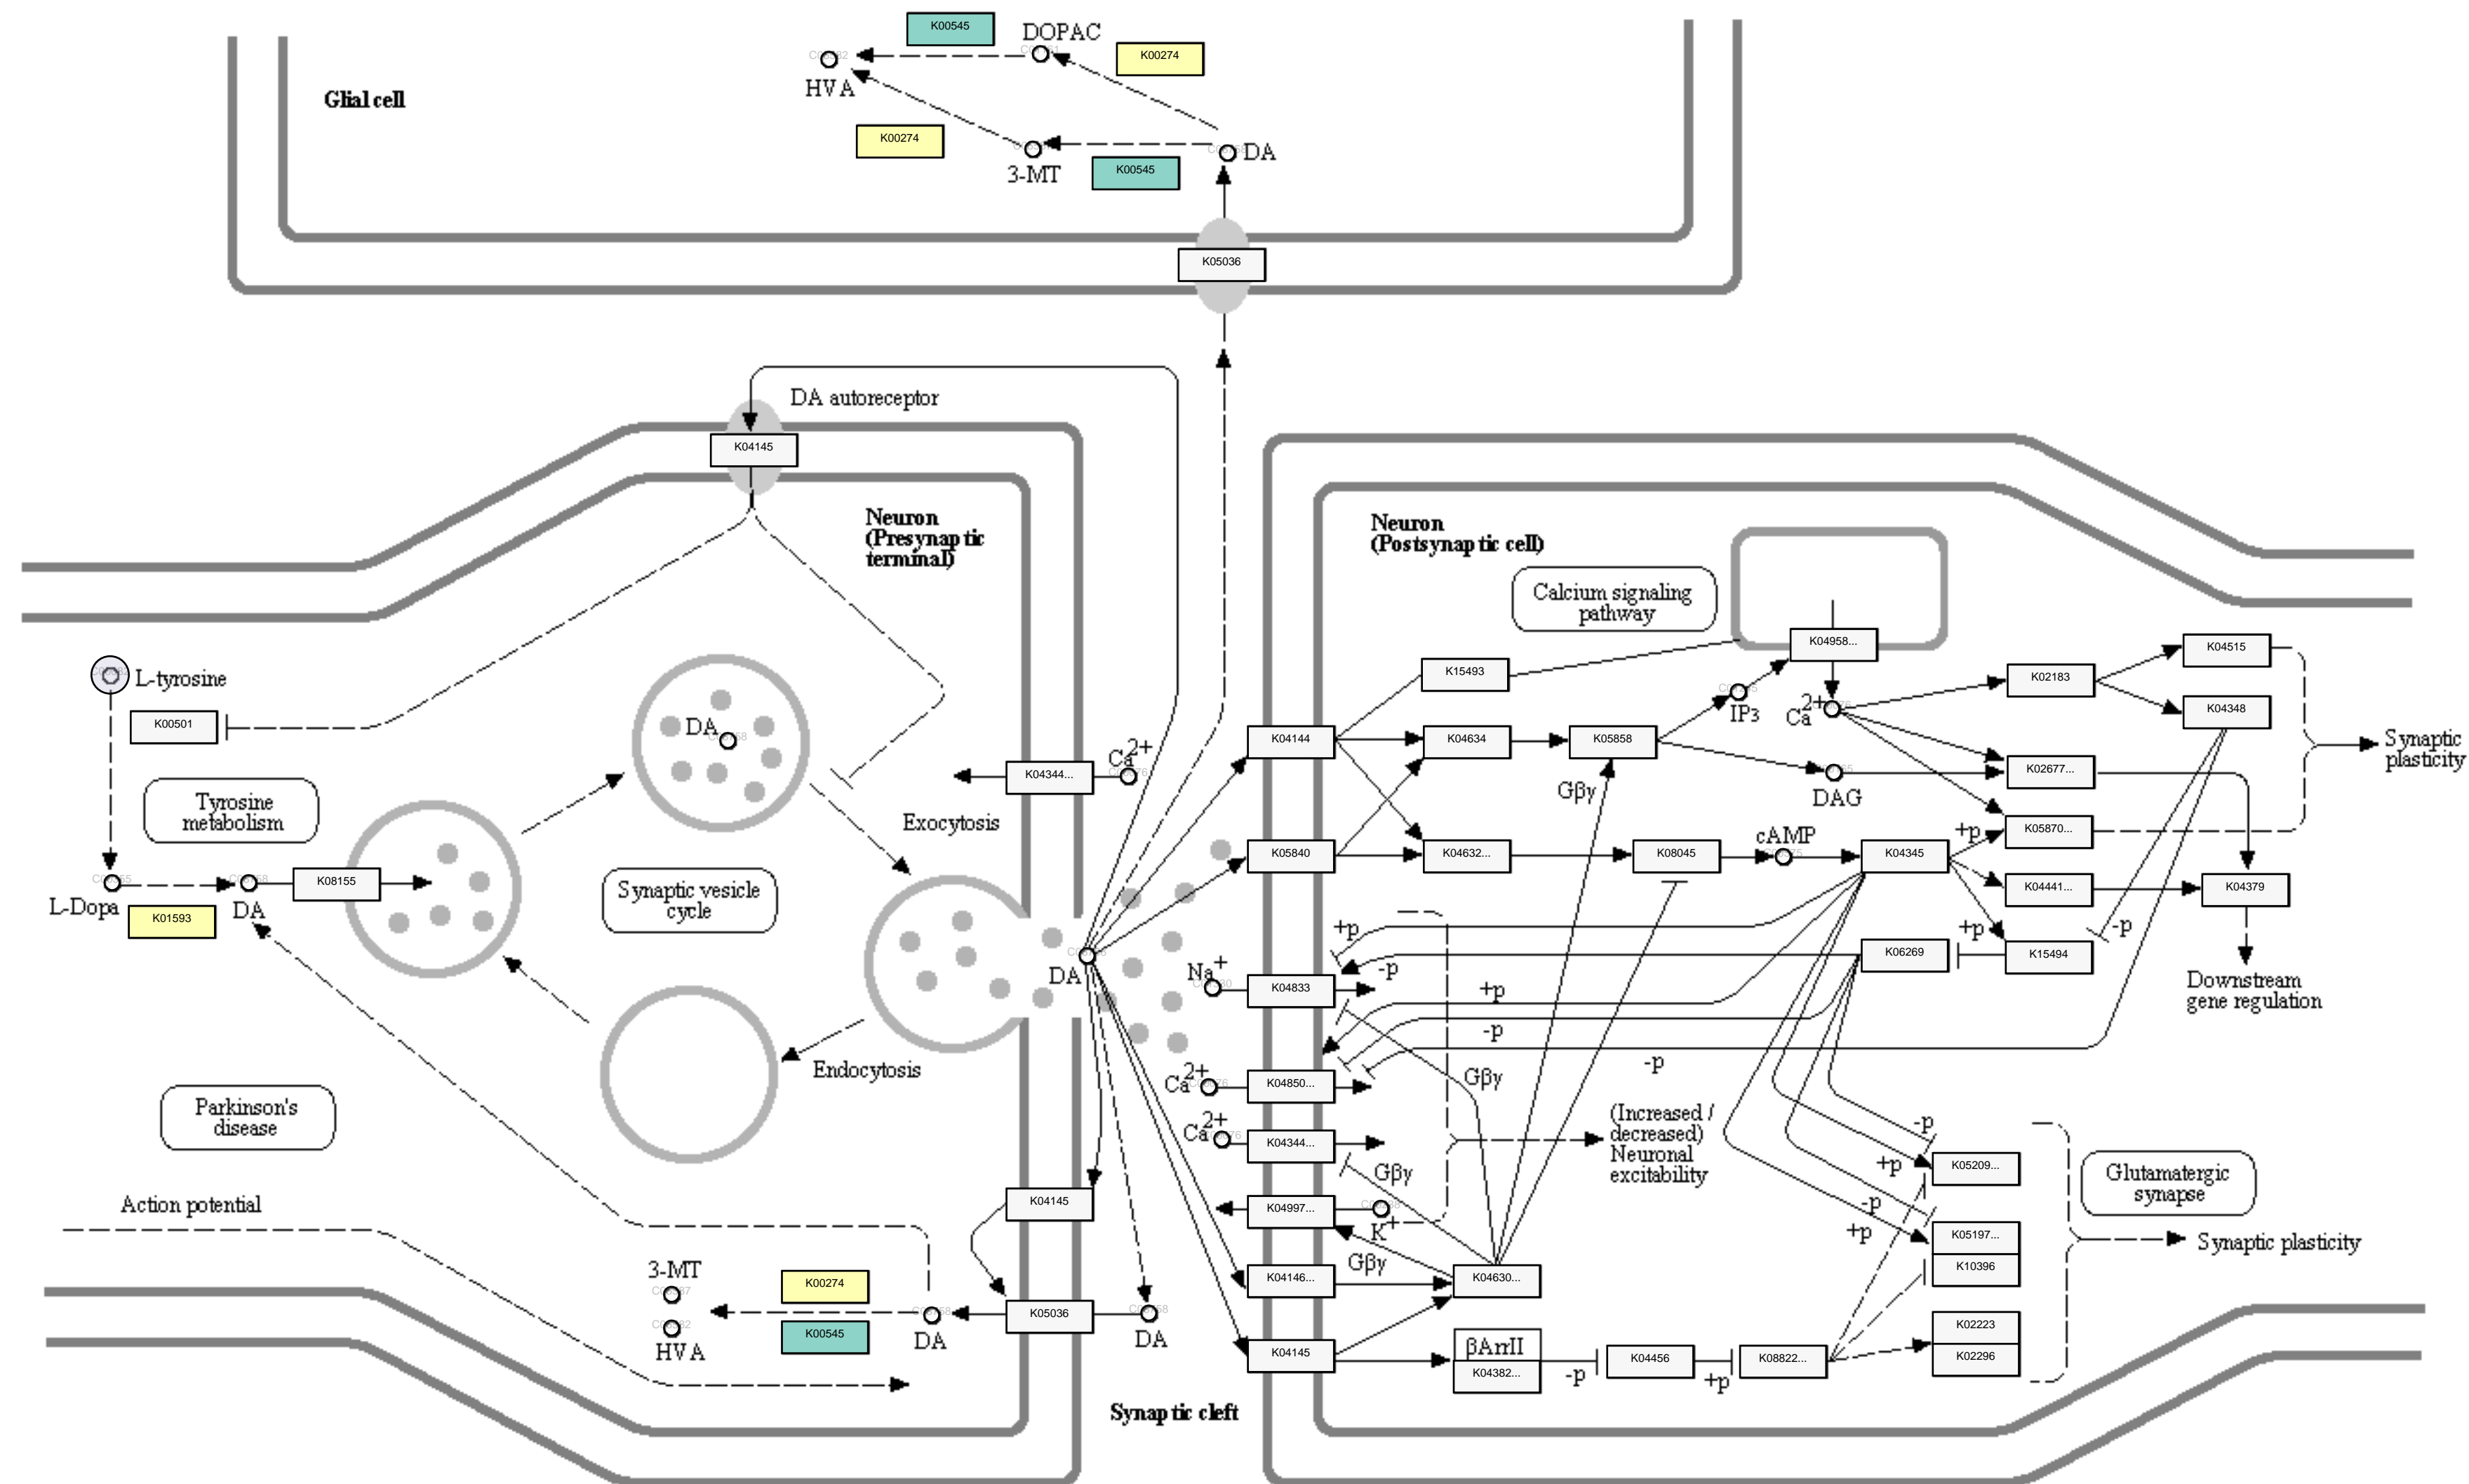 K00545
DOPAC
K00274
HVA
Glial cell
K00274
DA
3-MT
K00545
K05036
DA autoreceptor
K04145
Neuron
(Presynaptic
terminal)
Neuron
(Postsynaptic cell)
Calcium signaling
pathway
K04958...
K04515
L-tyrosine
K15493
K02183
IP3
Ca2+
K04348
K00501
DA
K04144
K04634
K05858
Synaptic
plasticity
Ca2+
K04344...
K02677...
DAG
Gβγ
Tyrosine
metabolism
Exocytosis
K05870...
+p
cAMP
K05840
K04632...
K08045
K04345
K08155
K04441...
K04379
L-Dopa
K01593
DA
Synaptic vesicle
cycle
+p
+p
-p
K06269
K15494
DA
Na+
-p
K04833
+p
Downstream
gene regulation
-p
-p
Endocytosis
Ca2+
K04850...
Gβγ
Parkinson's
disease
Ca2+
K04344...
(Increased /
decreased)
Neuronal
excitability
-p
+p
K05209...
Glutamatergic
synapse
Gβγ
Action potential
K04145
K04997...
K+
-p
+p
K05197...
Synaptic plasticity
Gβγ
K10396
3-MT
K00274
K04146...
K04630...
K05036
HVA
K00545
DA
DA
K04145
βArrII
K04382...
-p
K04456
+p
K08822...
K02223
K02296
Synaptic cleft